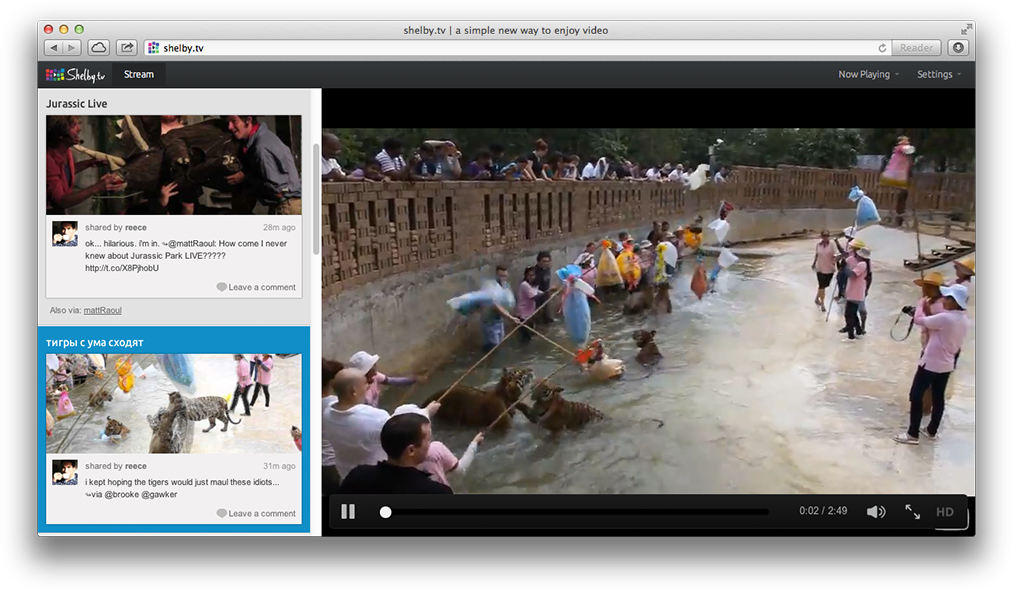 shelby.tv | a simple new way to enjoy video
shelby.tv
Reader
Shelby.tv
Stream
Now Playing
Settings
Jurassic Live
shared by reece
28m ago
ok... hilarious. i'm in. ⤷@mattRaoul: How come I never
knew about Jurassic Park LIVE?????
http://t.co/X8PjhobU
Leave a comment
Also via: mattRaoul
тигры с ума сходят
shared by reece
31m ago
i kept hoping the tigers would just maul these idiots...
⤷via @brooke @gawker
Leave a comment
0:02 / 2:49
HD